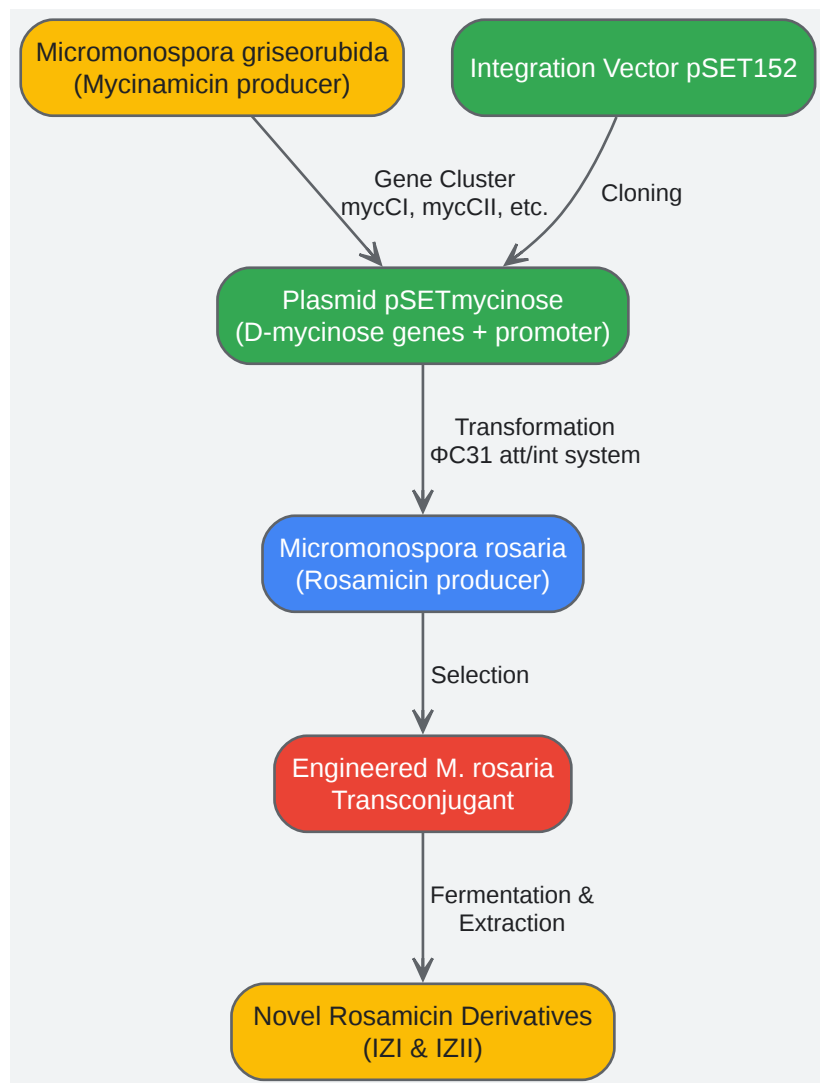 Micromonospora griseorubida
(Mycinamicin producer)
Integration Vector pSET152
Gene Cluster
mycCI, mycCII, etc.
Cloning
Plasmid pSETmycinose
(D-mycinose genes + promoter)
Transformation
ΦC31 att/int system
Micromonospora rosaria
(Rosamicin producer)
Selection
Engineered M. rosaria
Transconjugant
Fermentation &
Extraction
Novel Rosamicin Derivatives
(IZI & IZII)